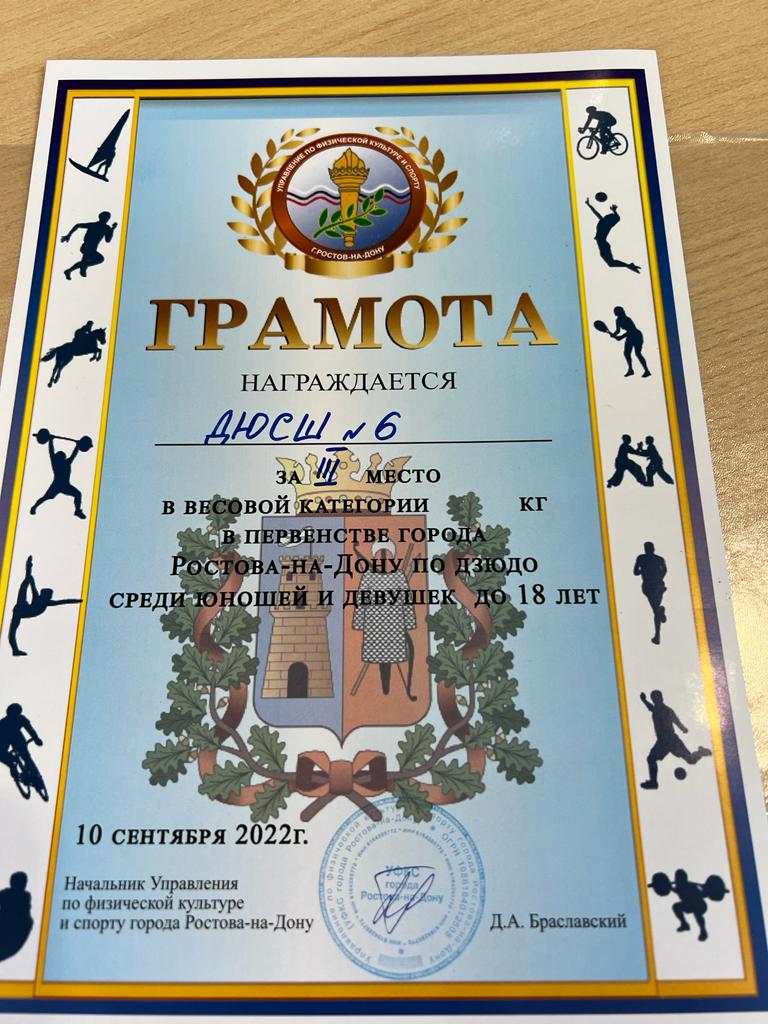 УПРАВЛЕНИЕ ПО ФИЗИЧЕСКОЙ КУЛЬТУРЕ И СПОРТУ
Г.РОСТОВ-НА-ДОНУ
ГРАМОТА
НАГРАЖДАЕТСЯ
ДЮСШ №6
ЗА III МЕСТО
В ВЕСОВОЙ КАТЕГОРИИ КГ
В ПЕРВЕНСТВЕ ГОРОДА
РОСТОВА-НА-ДОНУ ПО ДЗЮДО
СРЕДИ ЮНОШЕЙ И ДЕВУШЕК ДО 18 ЛЕТ
10 СЕНТЯБРЯ 2022Г.
Начальник Управления
по физической культуре
и спорту города Ростова-на-Дону
Д.А. Браславский
УФКС
города
Ростова-на-Дону